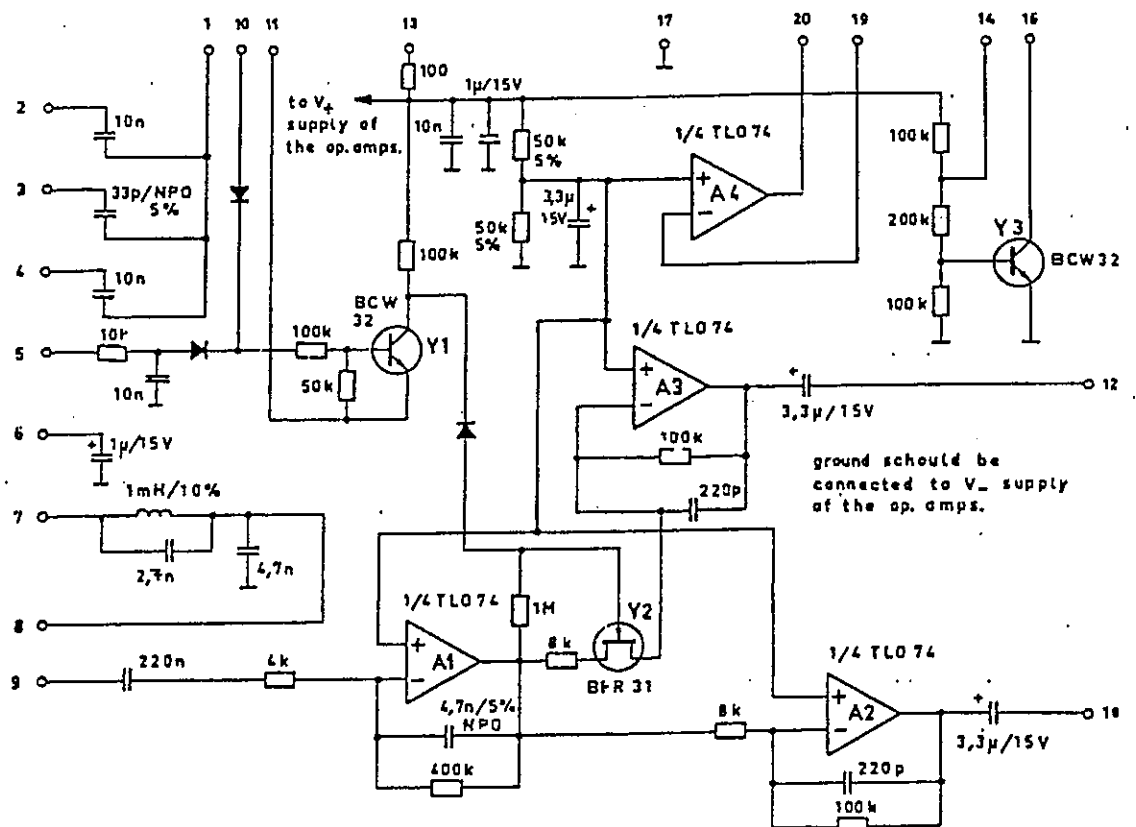 1 10 11 13 17 20 19 14 16
100
1µ/15V
2
10n
to V+
supply of
the op.amps.
10n
50k
5%
1/4 TL074
100k
3
33p/NPO
5%
3,3µ
15V
+
A4
+
−
50k
5%
200k
Y3
BCW32
4
10n
100k
BCW
32
100k
5
10k
100k
Y1
1/4 TL074
10n
50k
A3
+
−
+
3,3µ/15V
12
6
+
1µ/15V
100k
ground schould be
connected to V− supply
of the op. amps.
220p
1mH/10%
7
2,7n
4,7n
1/4 TL074
1M
Y2
8
8k
1/4 TL074
220n
4k
A1
+
−
BFR 31
9
4,7n/5%
NPO
8k
A2
+
−
+
18
3,3µ/15V
400k
220p
100k